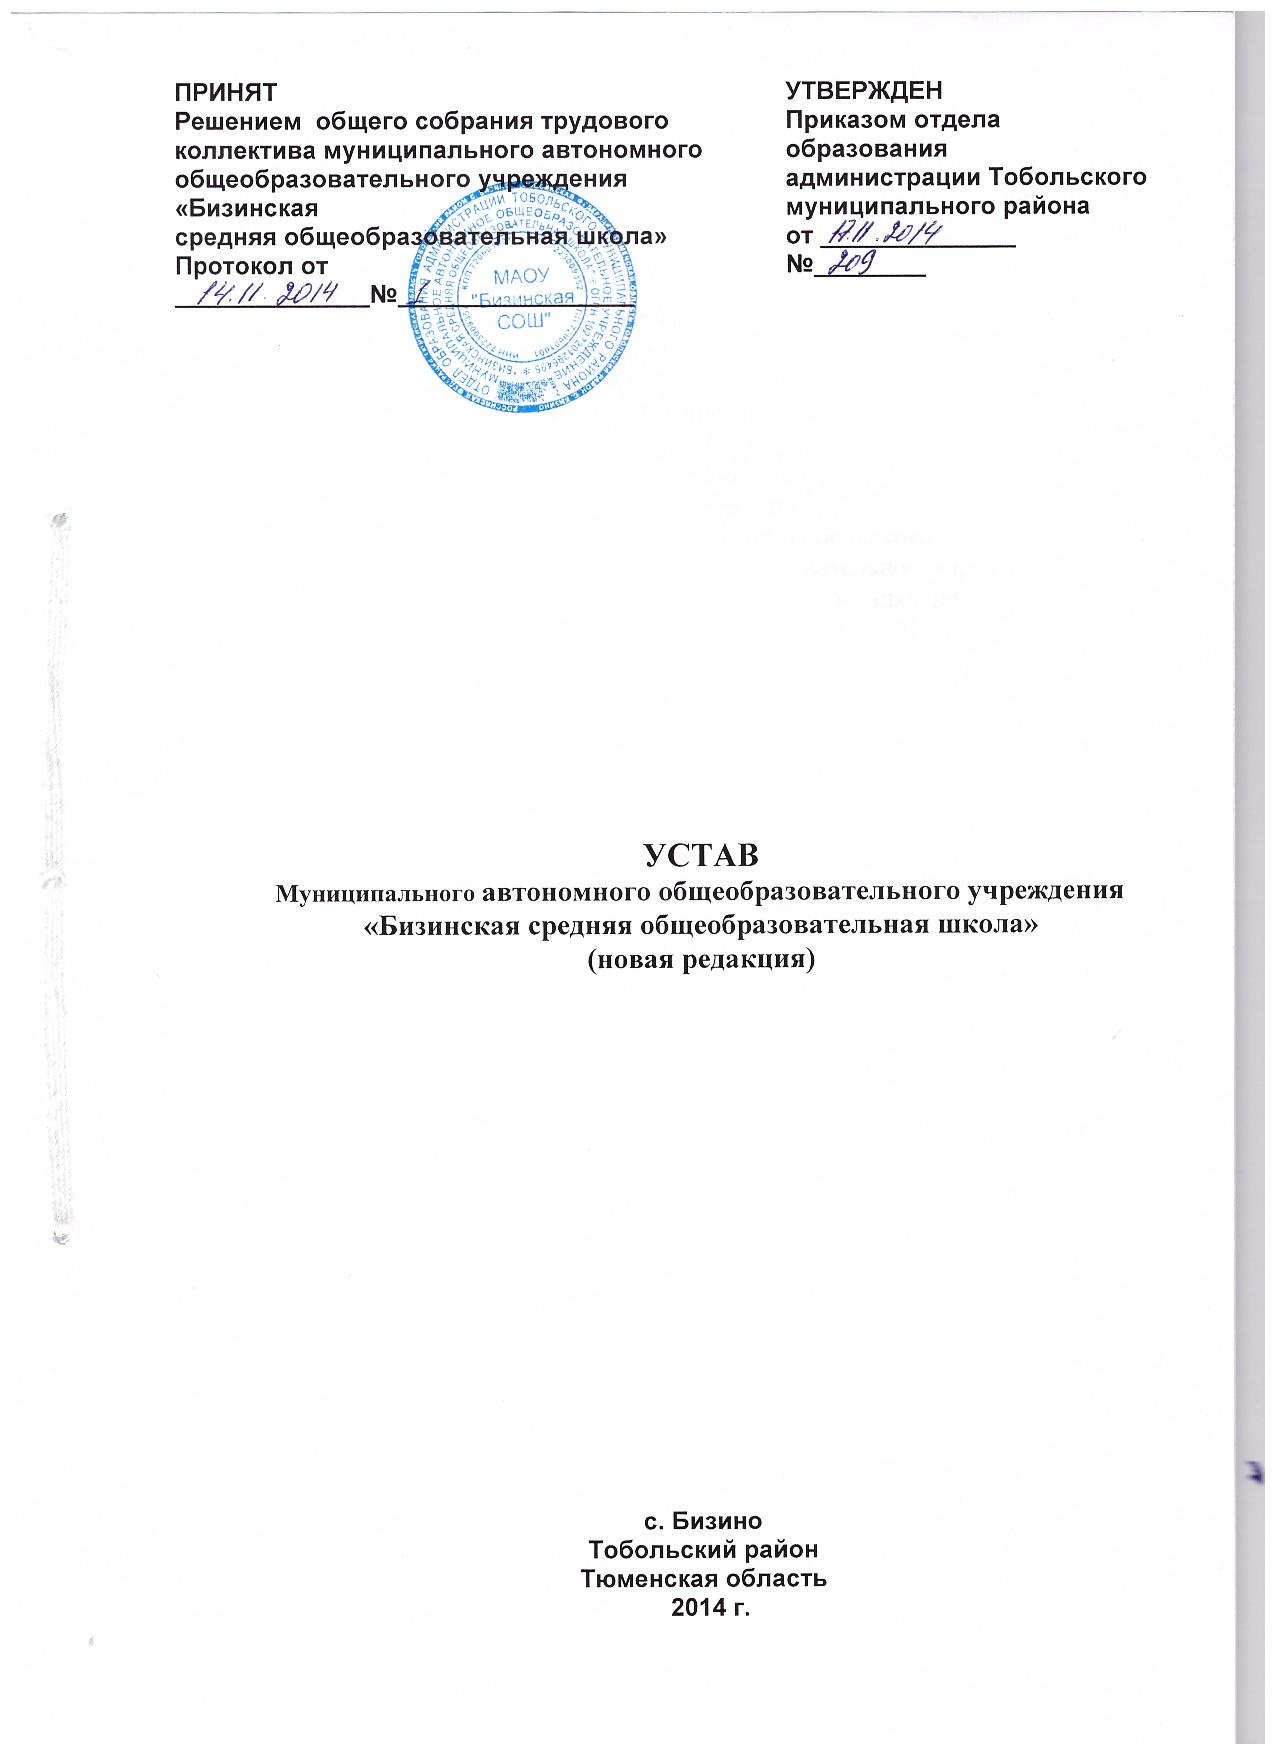 ПРИНЯТ
Решением общего собрания трудового
коллектива муниципального автономного
общеобразовательного учреждения
«Бизинская
средняя общеобразовательная школа»
Протокол от
14.11.2014 № 1
УТВЕРЖДЕН
Приказом отдела
образования
администрации Тобольского
муниципального района
от 17.11.2014
№ 209
МАОУ
"Бизинская
СОШ"
УСТАВ
Муниципального автономного общеобразовательного учреждения
«Бизинская средняя общеобразовательная школа»
(новая редакция)
с. Бизино
Тобольский район
Тюменская область
2014 г.